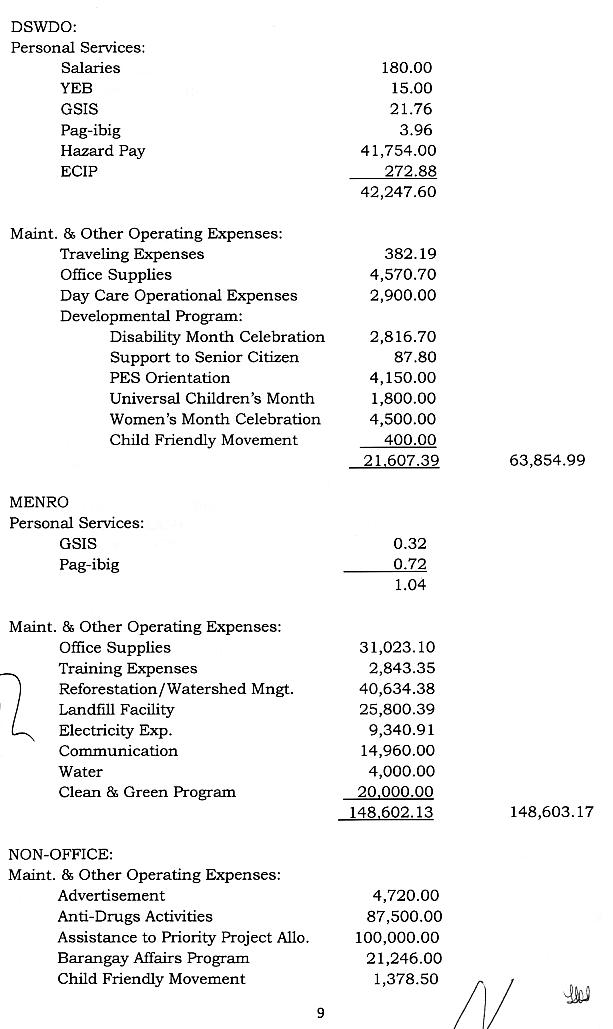 DSWDO:
Personal Services:
Salaries 180.00
YEB 15.00
GSIS 21.76
Pag-ibig 3.96
Hazard Pay 41,754.00
ECIP 272.88
42,247.60
Maint. & Other Operating Expenses:
Traveling Expenses 382.19
Office Supplies 4,570.70
Day Care Operational Expenses 2,900.00
Developmental Program:
Disability Month Celebration 2,816.70
Support to Senior Citizen 87.80
PES Orientation 4,150.00
Universal Children's Month 1,800.00
Women's Month Celebration 4,500.00
Child Friendly Movement 400.00
21,607.39 63,854.99
MENRO
Personal Services:
GSIS 0.32
Pag-ibig 0.72
1.04
Maint. & Other Operating Expenses:
Office Supplies 31,023.10
Training Expenses 2,843.35
Reforestation/Watershed Mngt. 40,634.38
Landfill Facility 25,800.39
Electricity Exp. 9,340.91
Communication 14,960.00
Water 4,000.00
Clean & Green Program 20,000.00
148,602.13 148,603.17
NON-OFFICE:
Maint. & Other Operating Expenses:
Advertisement 4,720.00
Anti-Drugs Activities 87,500.00
Assistance to Priority Project Allo. 100,000.00
Barangay Affairs Program 21,246.00
Child Friendly Movement 1,378.50
9